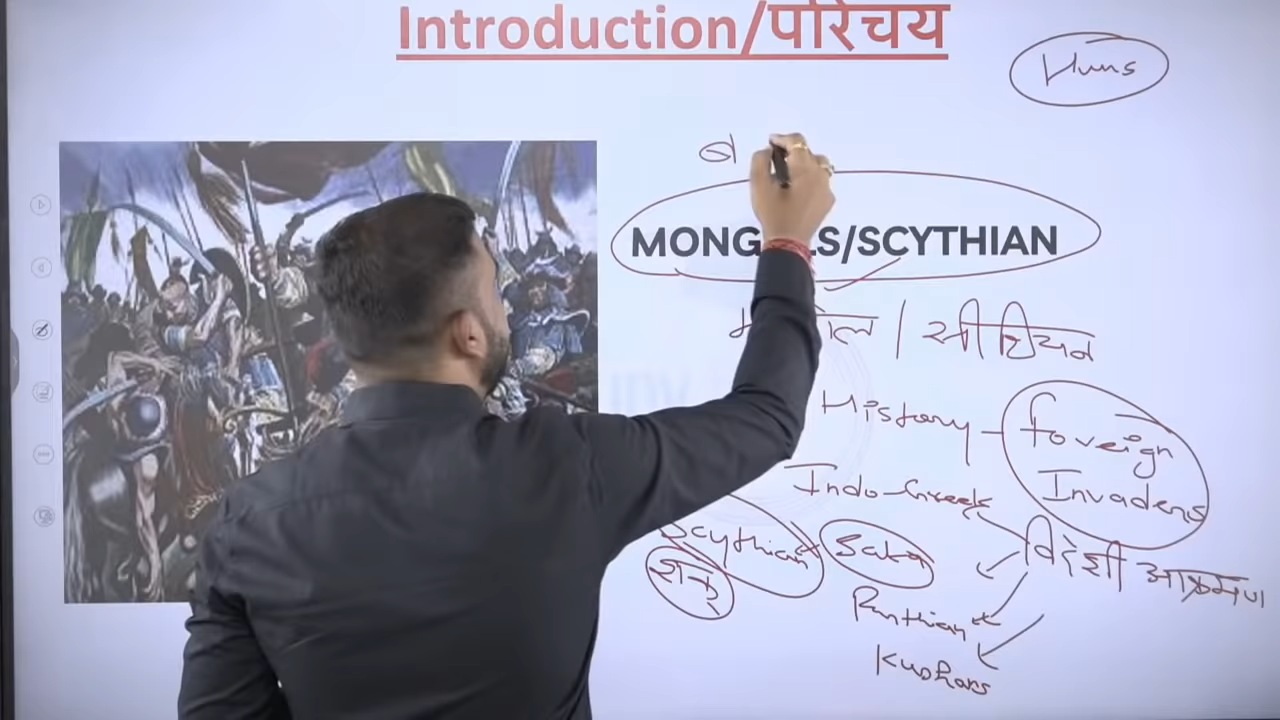 Introduction/परिचय
Huns
MONG LS/SCYTHIAN
ल / सीथियन
History - Foreign
Invaders
Indo-Greek
Scythian Saka विदेशी आक्रमण
शक
Parthian
Kushans